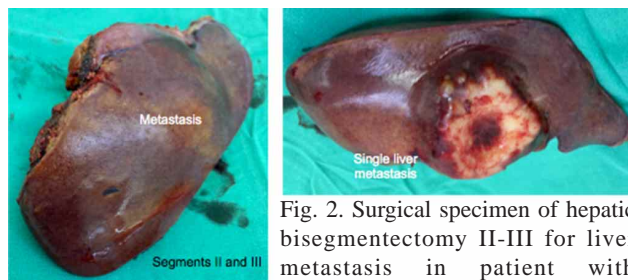 Metastasis
Segments II and III
Single liver
metastasis
Fig. 2. Surgical specimen of hepatic
bisegmentectomy II-III for liver
metastasis in patient with